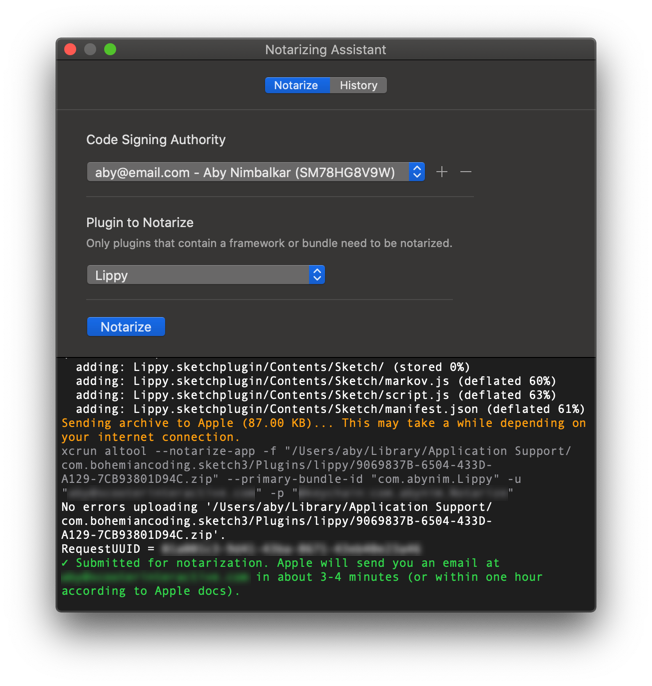 Notarizing Assistant
Notarize History
Code Signing Authority
aby@email.com - Aby Nimbalkar (SM78HG8V9W)
Plugin to Notarize
Only plugins that contain a framework or bundle need to be notarized.
Lippy
Notarize
adding: Lippy.sketchplugin/Contents/Sketch/ (stored 0%)
adding: Lippy.sketchplugin/Contents/Sketch/markov.js (deflated 60%)
adding: Lippy.sketchplugin/Contents/Sketch/script.js (deflated 63%)
adding: Lippy.sketchplugin/Contents/Sketch/manifest.json (deflated 61%)
Sending archive to Apple (87.00 KB)... This may take a while depending on
your internet connection.
xcrun altool --notarize-app -f "/Users/aby/Library/Application Support/
com.bohemiancoding.sketch3/Plugins/lippy/9069837B-6504-433D-
A129-7CB93801D94C.zip" --primary-bundle-id "com.abynim.Lippy" -u
" " -p " "
No errors uploading '/Users/aby/Library/Application Support/
com.bohemiancoding.sketch3/Plugins/lippy/9069837B-6504-433D-
A129-7CB93801D94C.zip'.
RequestUUID =
✓ Submitted for notarization. Apple will send you an email at
in about 3-4 minutes (or within one hour
according to Apple docs).